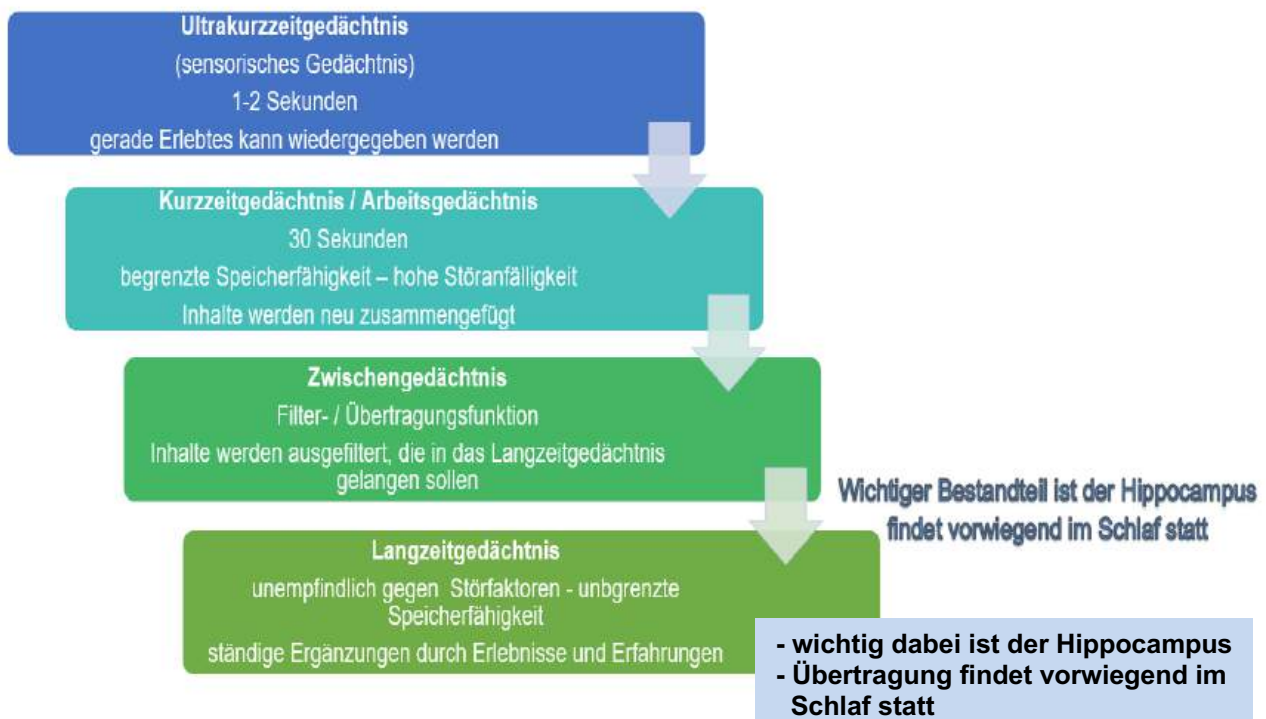 Ultrakurzzeitgedächtnis
(sensorisches Gedächtnis)
1-2 Sekunden
gerade Erlebtes kann wiedergegeben werden
Kurzzeitgedächtnis / Arbeitsgedächtnis
30 Sekunden
begrenzte Speicherfähigkeit – hohe Störanfälligkeit
Inhalte werden neu zusammengefügt
Zwischengedächtnis
Filter- / Übertragungsfunktion
Inhalte werden ausgefiltert, die in das Langzeitgedächtnis
gelangen sollen
Wichtiger Bestandteil ist der Hippocampus
findet vorwiegend im Schlaf statt
Langzeitgedächtnis
unempfindlich gegen Störfaktoren - unbgrenzte
Speicherfähigkeit
ständige Ergänzungen durch Erlebnisse und Erfahrungen
- wichtig dabei ist der Hippocampus
- Übertragung findet vorwiegend im
Schlaf statt